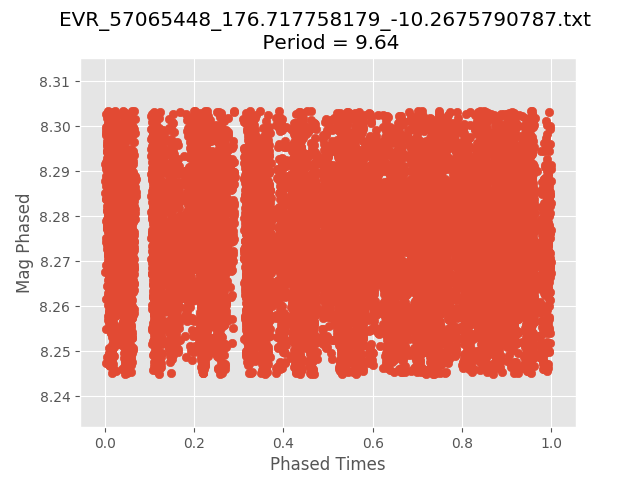 EVR_57065448_176.717758179_-10.2675790787.txt
Period = 9.64
8.31
8.30
8.29
8.28
8.27
8.26
8.25
8.24
Mag Phased
0.0 0.2 0.4 0.6 0.8 1.0
Phased Times